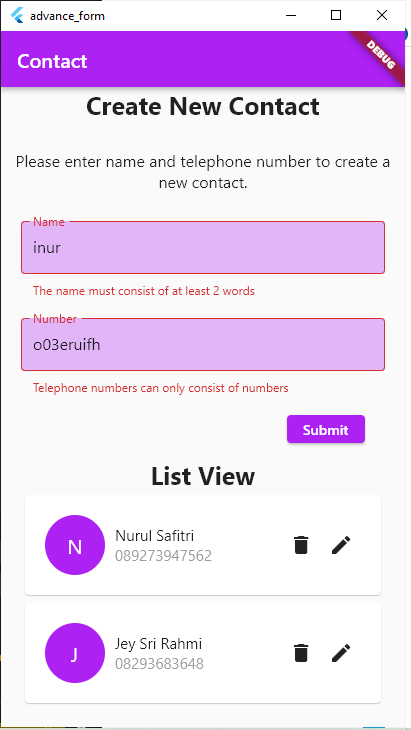 advance_form
Contact
DEBUG
Create New Contact
Please enter name and telephone number to create a
new contact.
Name
inur
The name must consist of at least 2 words
Number
o03eruifh
Telephone numbers can only consist of numbers
Submit
List View
N
Nurul Safitri
089273947562
J
Jey Sri Rahmi
08293683648